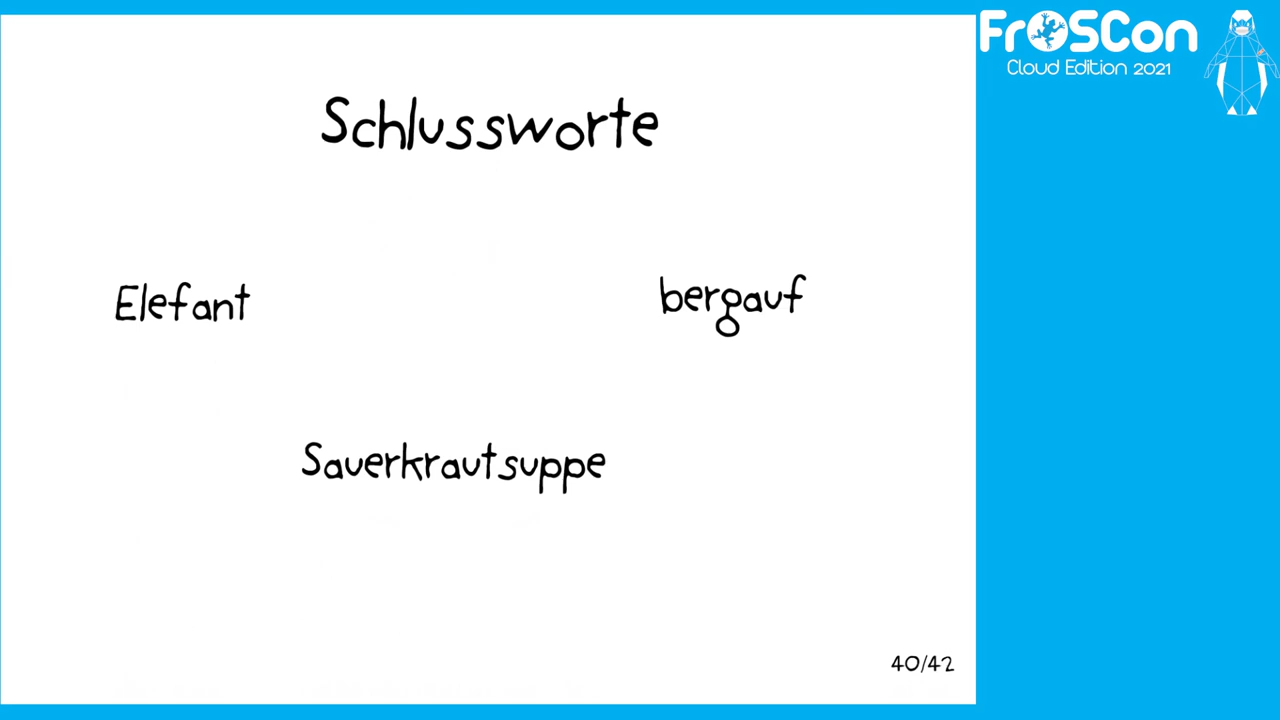 FrOSCon
Cloud Edition 2021
Schlussworte
Elefant
bergauf
Sauerkrautsuppe
40/42